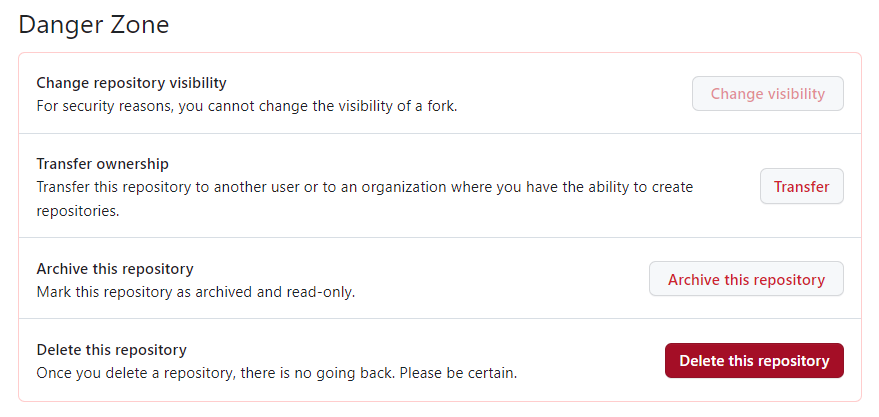 Danger Zone
Change repository visibility
For security reasons, you cannot change the visibility of a fork.
Change visibility
Transfer ownership
Transfer this repository to another user or to an organization where you have the ability to create
repositories.
Transfer
Archive this repository
Mark this repository as archived and read-only.
Archive this repository
Delete this repository
Once you delete a repository, there is no going back. Please be certain.
Delete this repository